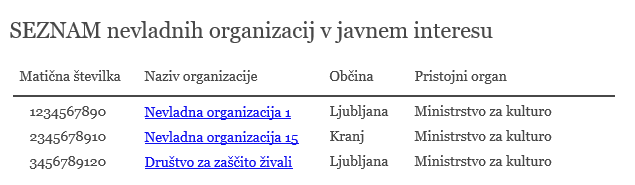 SEZNAM nevladnih organizacij v javnem interesu
Matična številka Naziv organizacije Občina Pristojni organ
1234567890 Nevladna organizacija 1 Ljubljana Ministrstvo za kulturo
2345678910 Nevladna organizacija 15 Kranj Ministrstvo za kulturo
3456789120 Društvo za zaščito živali Ljubljana Ministrstvo za kulturo